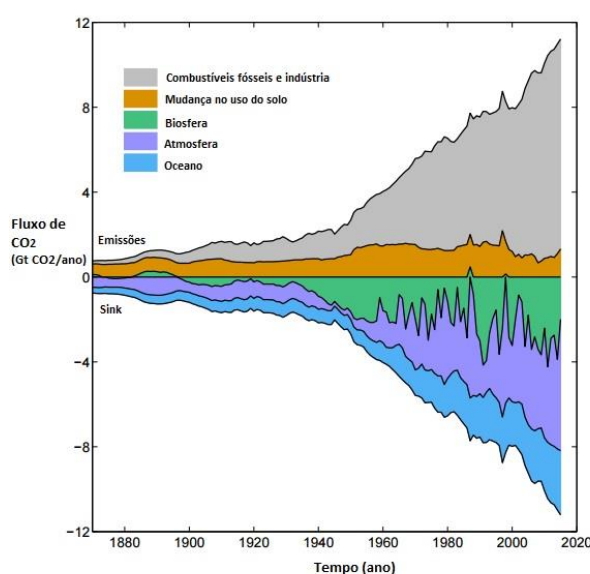 12
8
4
0
−4
−8
−12
Combustíveis fósseis e indústria
Mudança no uso do solo
Biosfera
Atmosfera
Oceano
Fluxo de
CO2
(Gt CO2/ano)
Emissões
Sink
1880 1900 1920 1940 1960 1980 2000 2020
Tempo (ano)